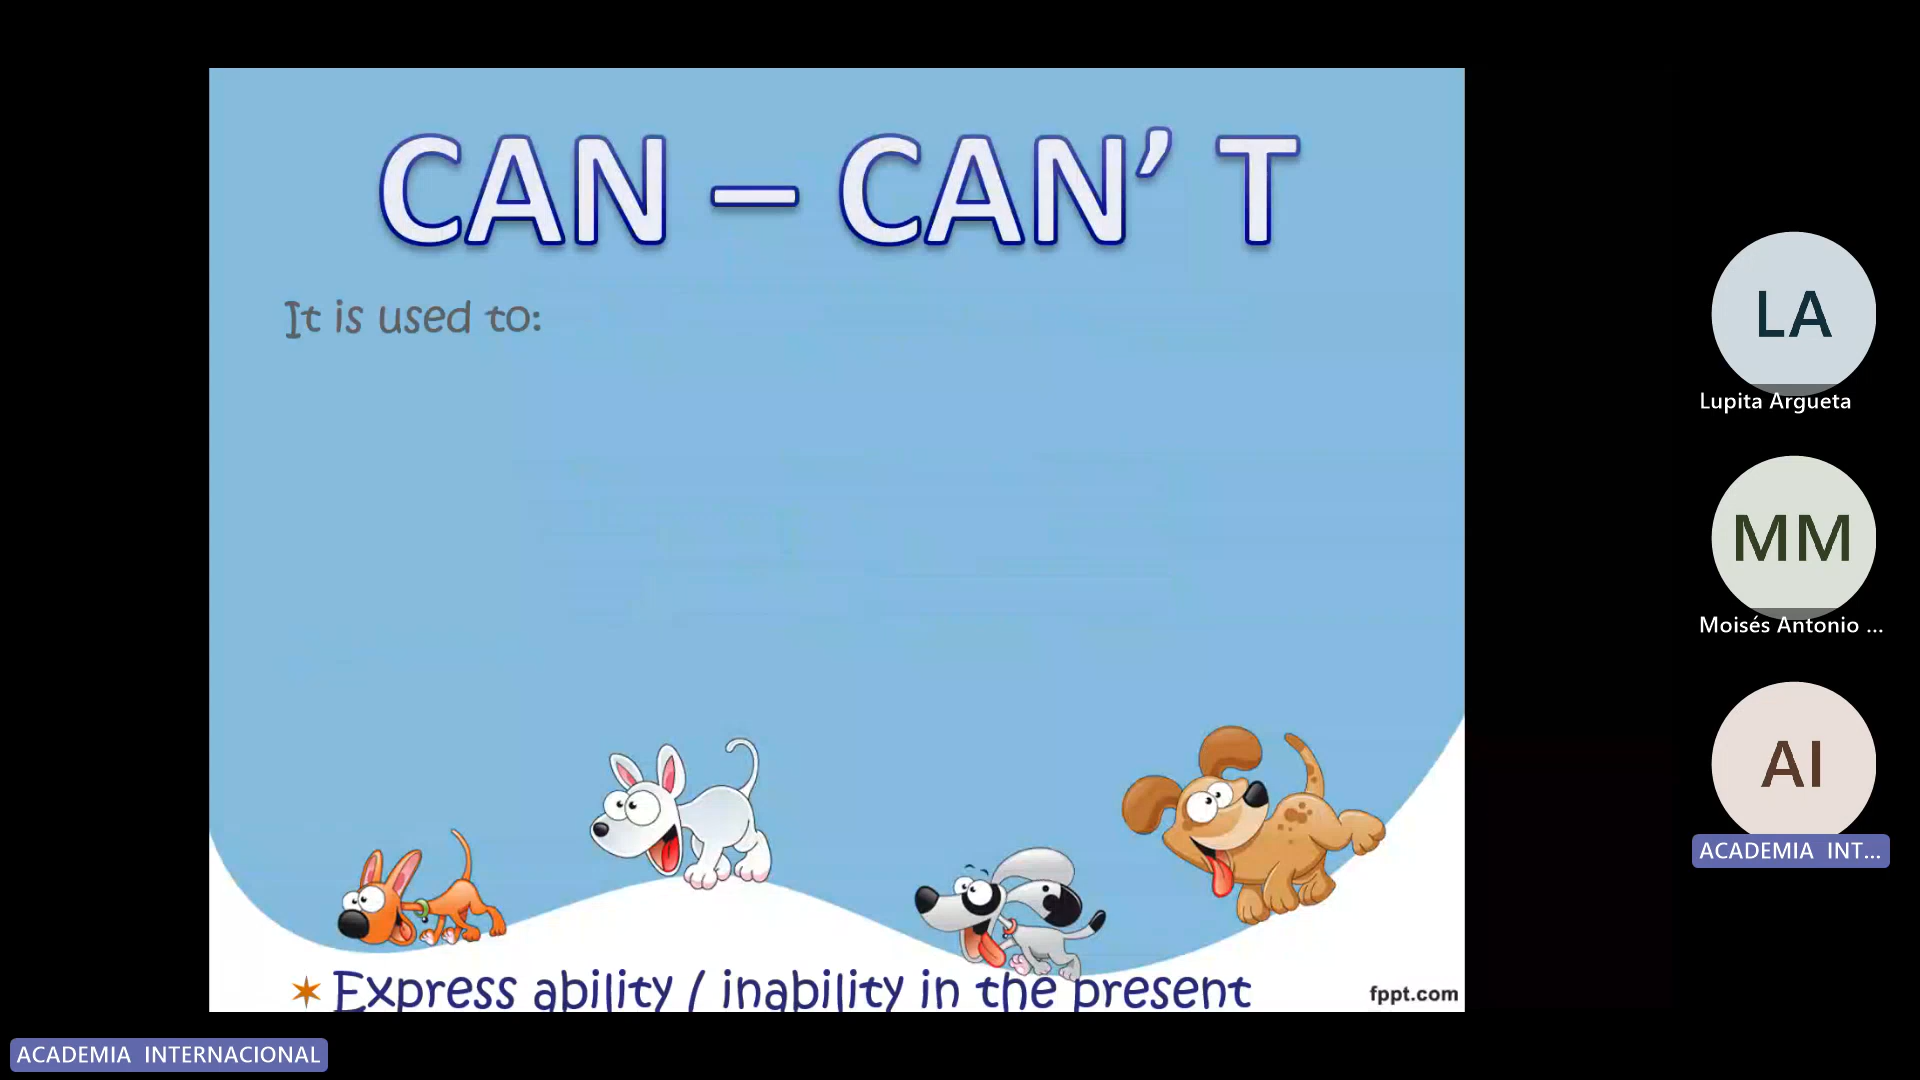 CAN – CAN’ T
It is used to:
Express ability / inability in the present
fppt.com
LA
Lupita Argueta
MM
Moisés Antonio ...
AI
ACADEMIA INT...
ACADEMIA INTERNACIONAL